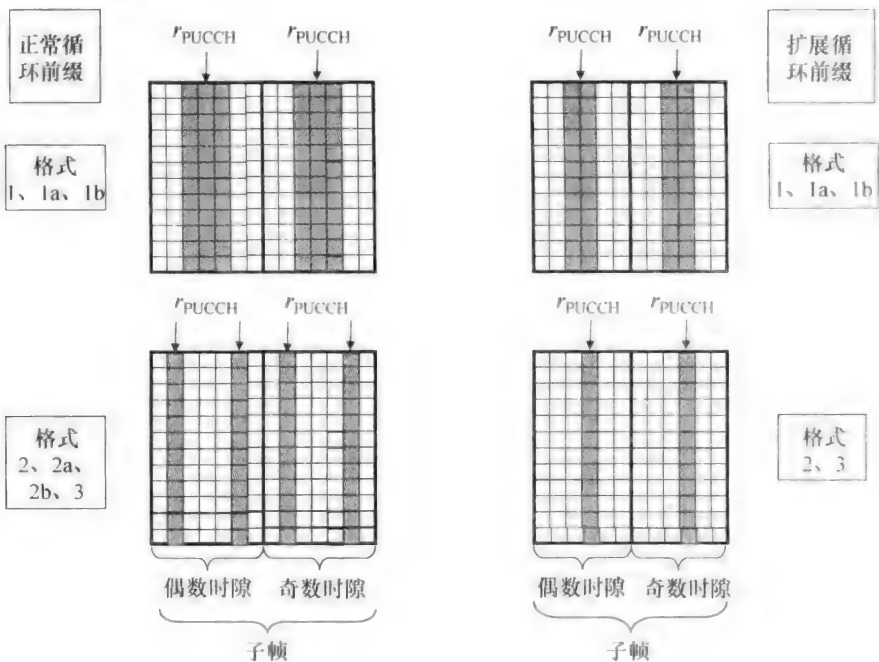 正常循
环前缀
r_PUCCH r_PUCCH
r_PUCCH r_PUCCH
扩展循
环前缀
格式
1、1a、1b
格式
1、1a、1b
r_PUCCH r_PUCCH
r_PUCCH r_PUCCH
格式
2、2a、
2b、3
格式
2、3
偶数时隙 奇数时隙
偶数时隙 奇数时隙
子帧
子帧